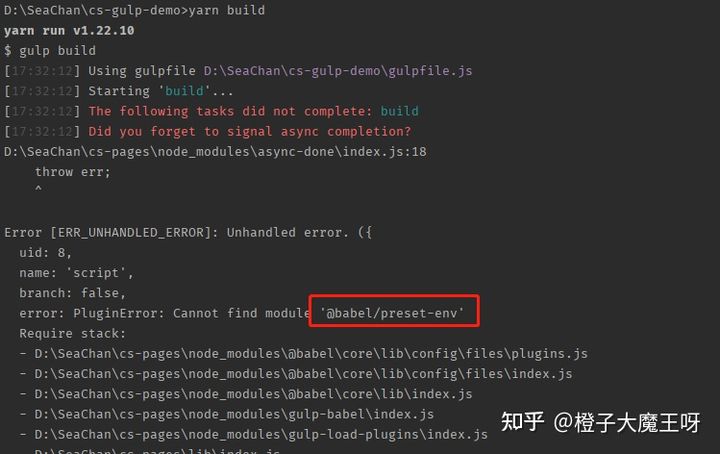 D:\SeaChan\cs-gulp-demo>yarn build
yarn run v1.22.10
$ gulp build
[17:32:12] Using gulpfile D:\SeaChan\cs-gulp-demo\gulpfile.js
[17:32:12] Starting 'build'...
[17:32:12] The following tasks did not complete: build
[17:32:12] Did you forget to signal async completion?
D:\SeaChan\cs-pages\node_modules\async-done\index.js:18
    throw err;
    ^
Error [ERR_UNHANDLED_ERROR]: Unhandled error. ({
  uid: 8,
  name: 'script',
  branch: false,
  error: PluginError: Cannot find module '@babel/preset-env'
  Require stack:
  - D:\SeaChan\cs-pages\node_modules\@babel\core\lib\config\files\plugins.js
  - D:\SeaChan\cs-pages\node_modules\@babel\core\lib\config\files\index.js
  - D:\SeaChan\cs-pages\node_modules\@babel\core\lib\index.js
  - D:\SeaChan\cs-pages\node_modules\gulp-babel\index.js
  - D:\SeaChan\cs-pages\node_modules\gulp-load-plugins\index.js
  - D:\SeaChan\cs-pages\lib\index.js
知乎 @橙子大魔王呀